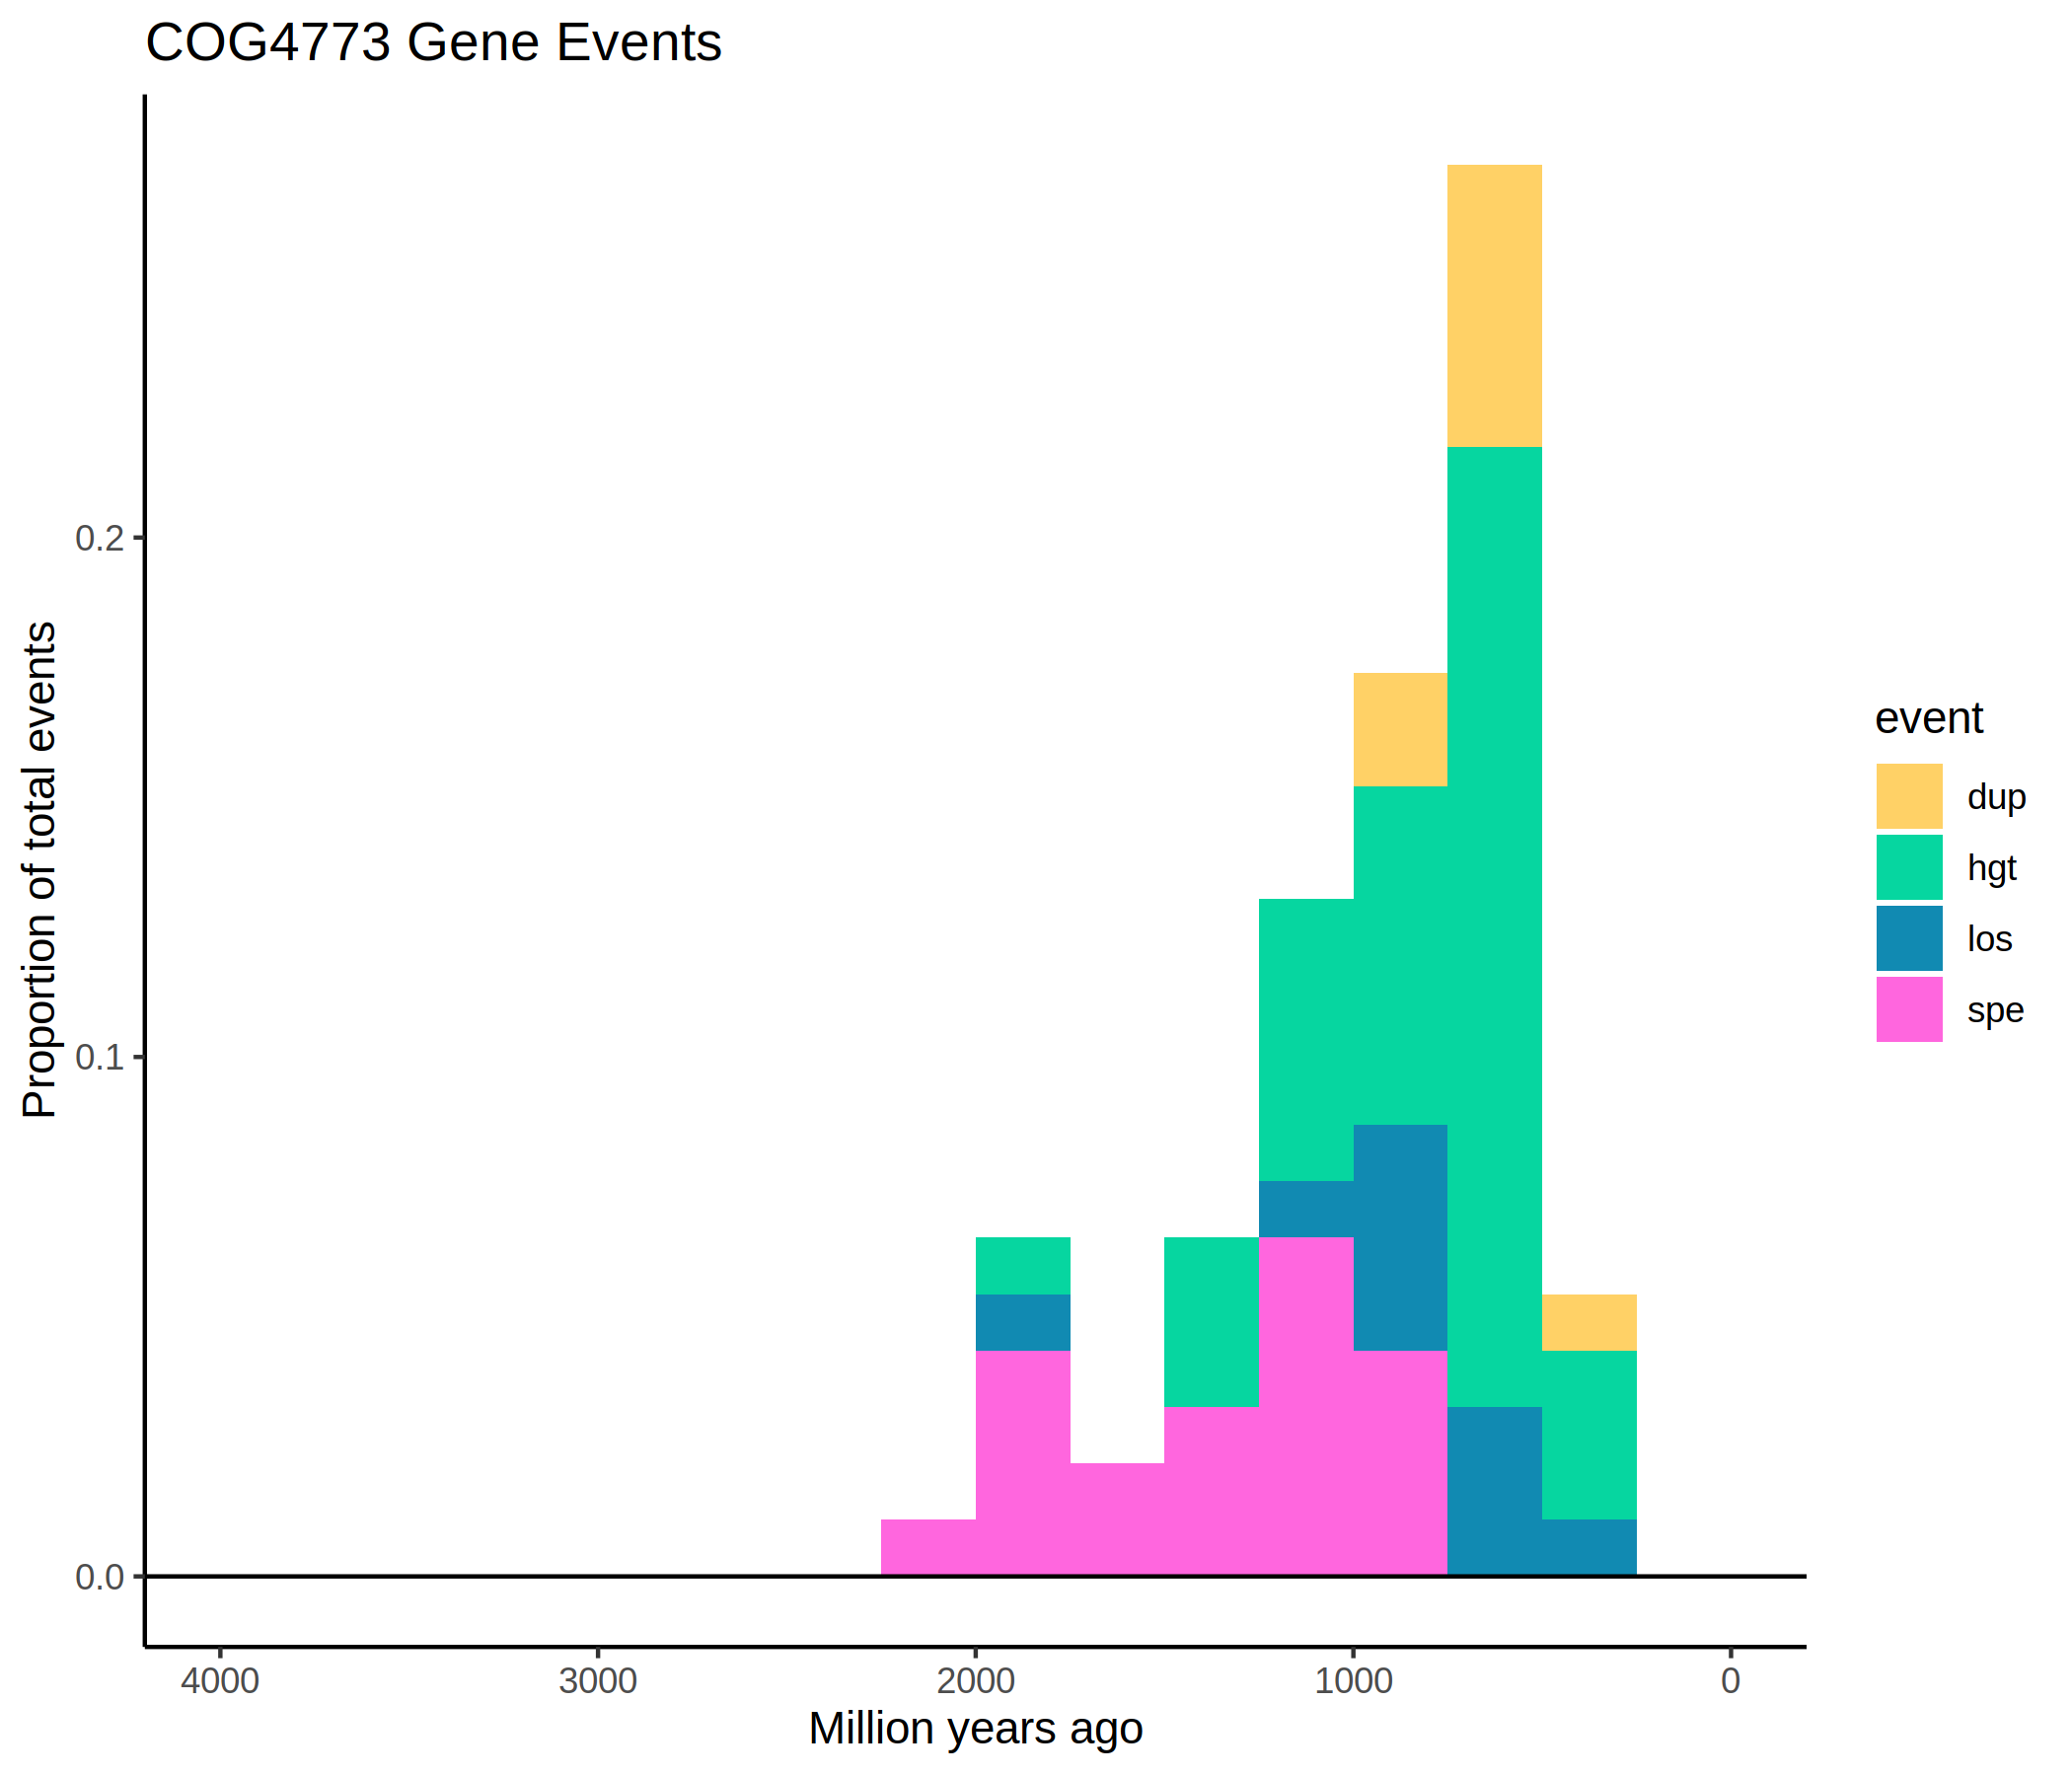 COG4773 Gene Events
Proportion of total events
0.2
0.1
0.0
4000 3000 2000 1000 0
Million years ago
event
dup
hgt
los
spe